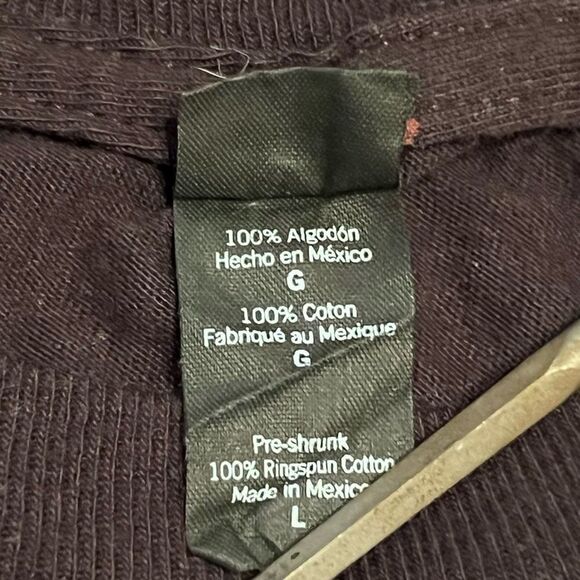 100% Algodón
Hecho en México
G
100% Coton
Fabriqué au Mexique
G
Pre-shrunk
100% Ringspun Cotton
Made in Mexico
L